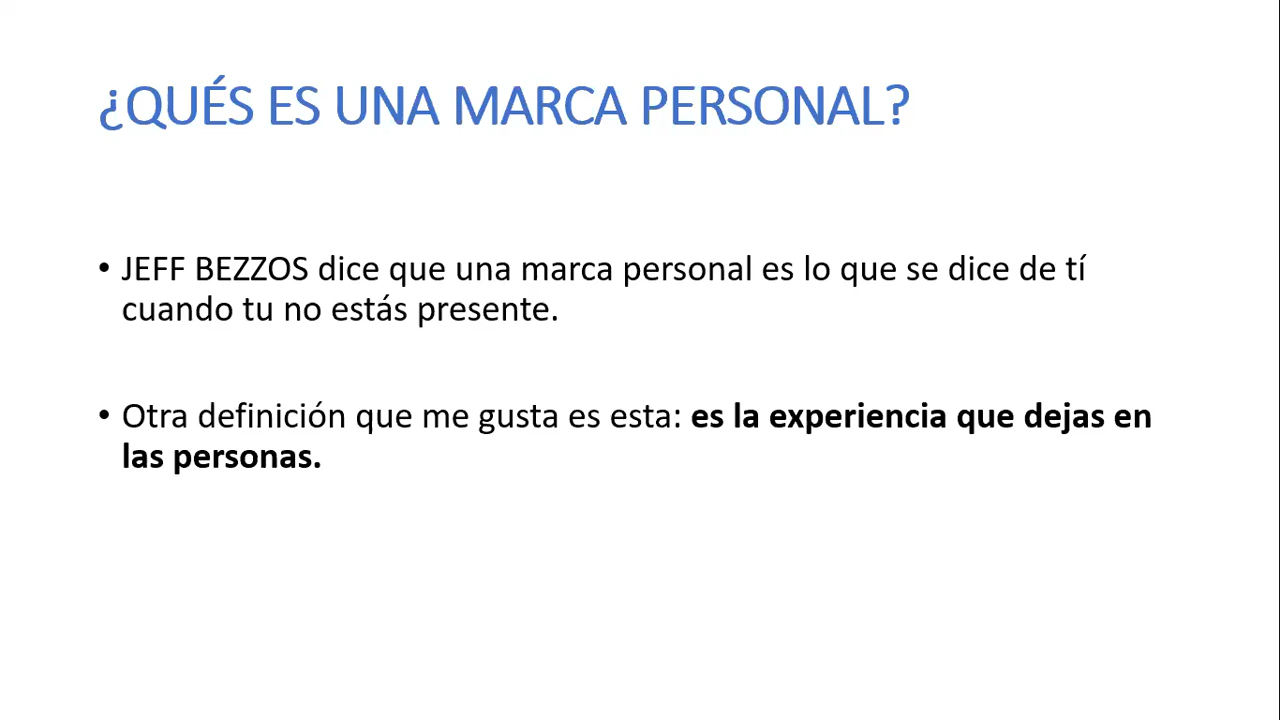 ¿QUÉS ES UNA MARCA PERSONAL?
• JEFF BEZZOS dice que una marca personal es lo que se dice de tí
cuando tu no estás presente.
• Otra definición que me gusta es esta: es la experiencia que dejas en
las personas.